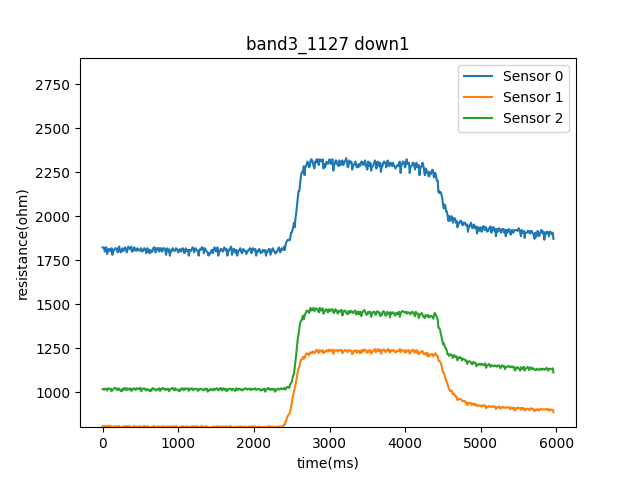 band3_1127 down1
Sensor 0
Sensor 1
Sensor 2
2750
2500
2250
2000
1750
1500
1250
1000
resistance(ohm)
0 1000 2000 3000 4000 5000 6000
time(ms)